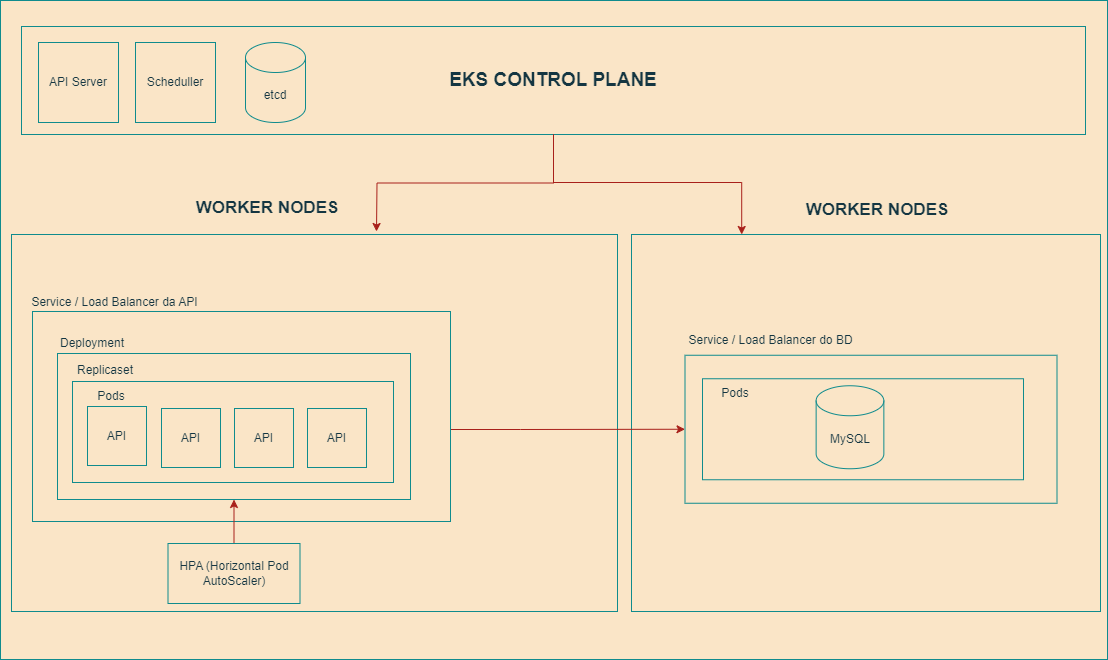 API Server
Scheduller
etcd
EKS CONTROL PLANE
WORKER NODES
WORKER NODES
Service / Load Balancer da API
Deployment
Replicaset
Pods
API
API
API
API
HPA (Horizontal Pod
AutoScaler)
Service / Load Balancer do BD
Pods
MySQL